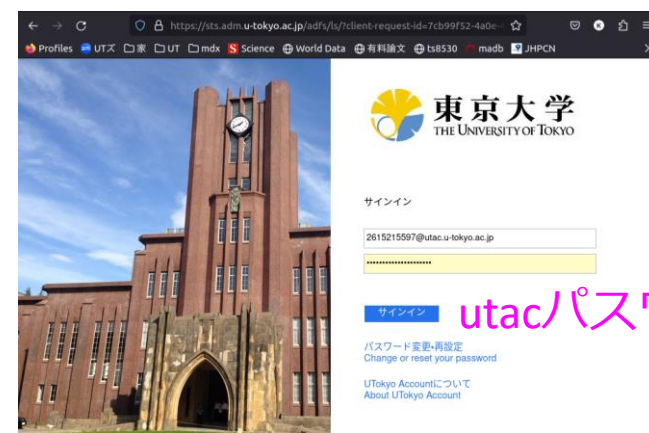 https://sts.adm.u-tokyo.ac.jp/adfs/ls/?client-request-id=7cb99f52-4a0e-
Profiles UTズ 家 UT mdx Science World Data 有料論文 ts8530 madb JHPCN
東京大学
THE UNIVERSITY OF TOKYO
サインイン
2615215597@utac.u-tokyo.ac.jp
サインイン
utacパスワ
パスワード変更•再設定
Change or reset your password
UTokyo Accountについて
About UTokyo Account